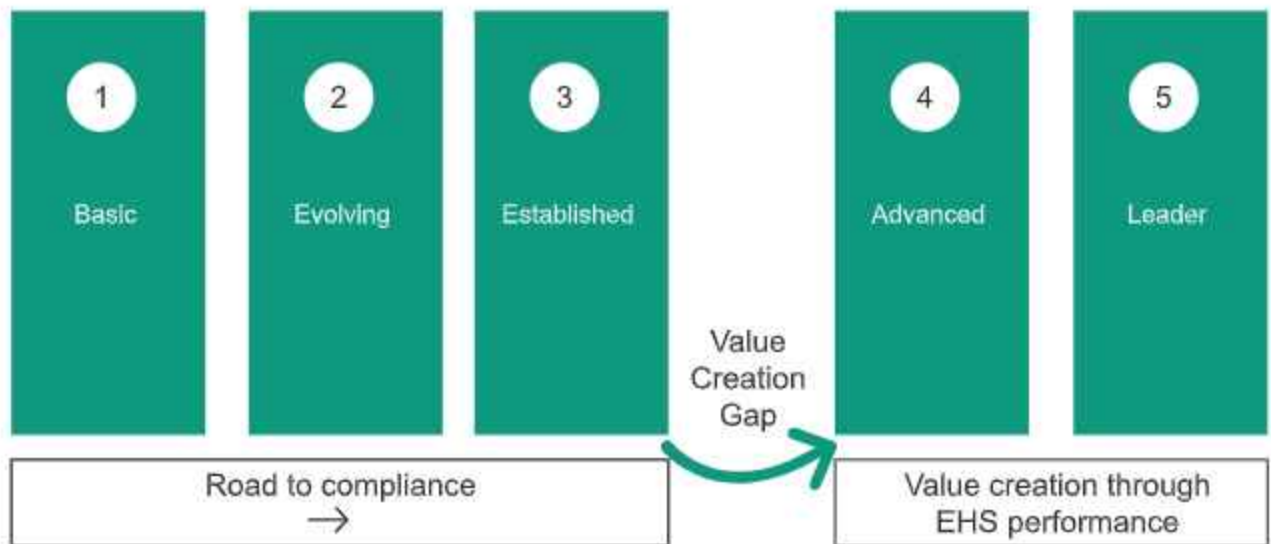 1
Basic
2
Evolving
3
Established
Value
Creation
Gap
4
Advanced
5
Leader
Road to compliance
→
Value creation through
EHS performance